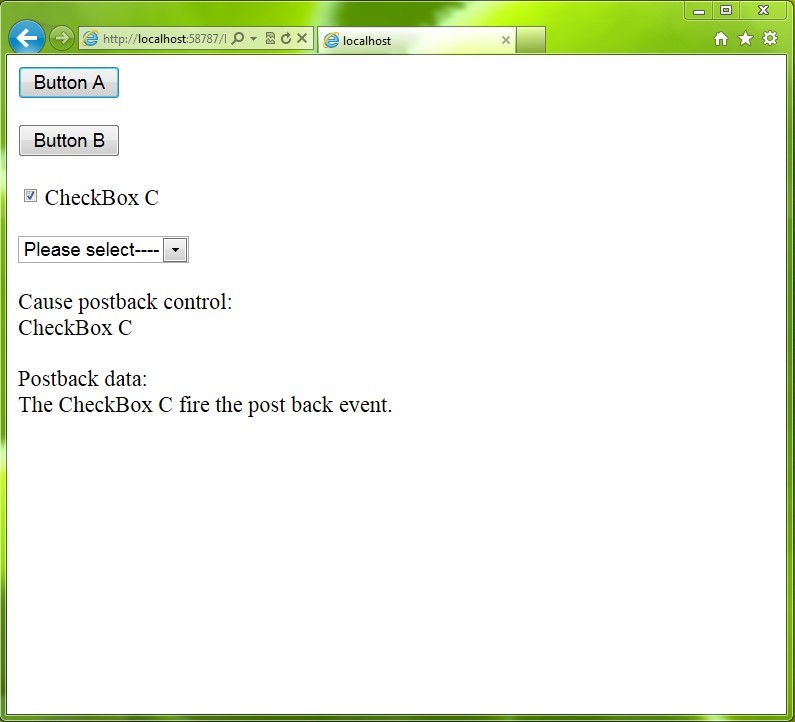 http://localhost:58787/
localhost
Button A
Button B
CheckBox C
Please select----
Cause postback control:
CheckBox C
Postback data:
The CheckBox C fire the post back event.